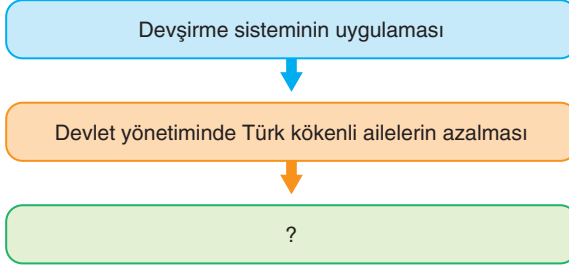 Devşirme sisteminin uygulaması
Devlet yönetiminde Türk kökenli ailelerin azalması
?